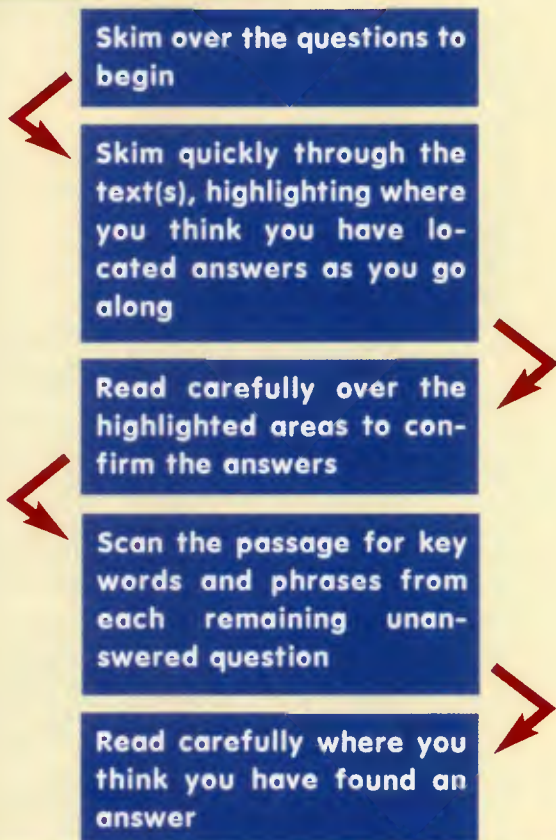 Skim over the questions to
begin
Skim quickly through the
text(s), highlighting where
you think you have lo-
cated answers as you go
along
Read carefully over the
highlighted areas to con-
firm the answers
Scan the passage for key
words and phrases from
each remaining unan-
swered question
Read carefully where you
think you have found an
answer